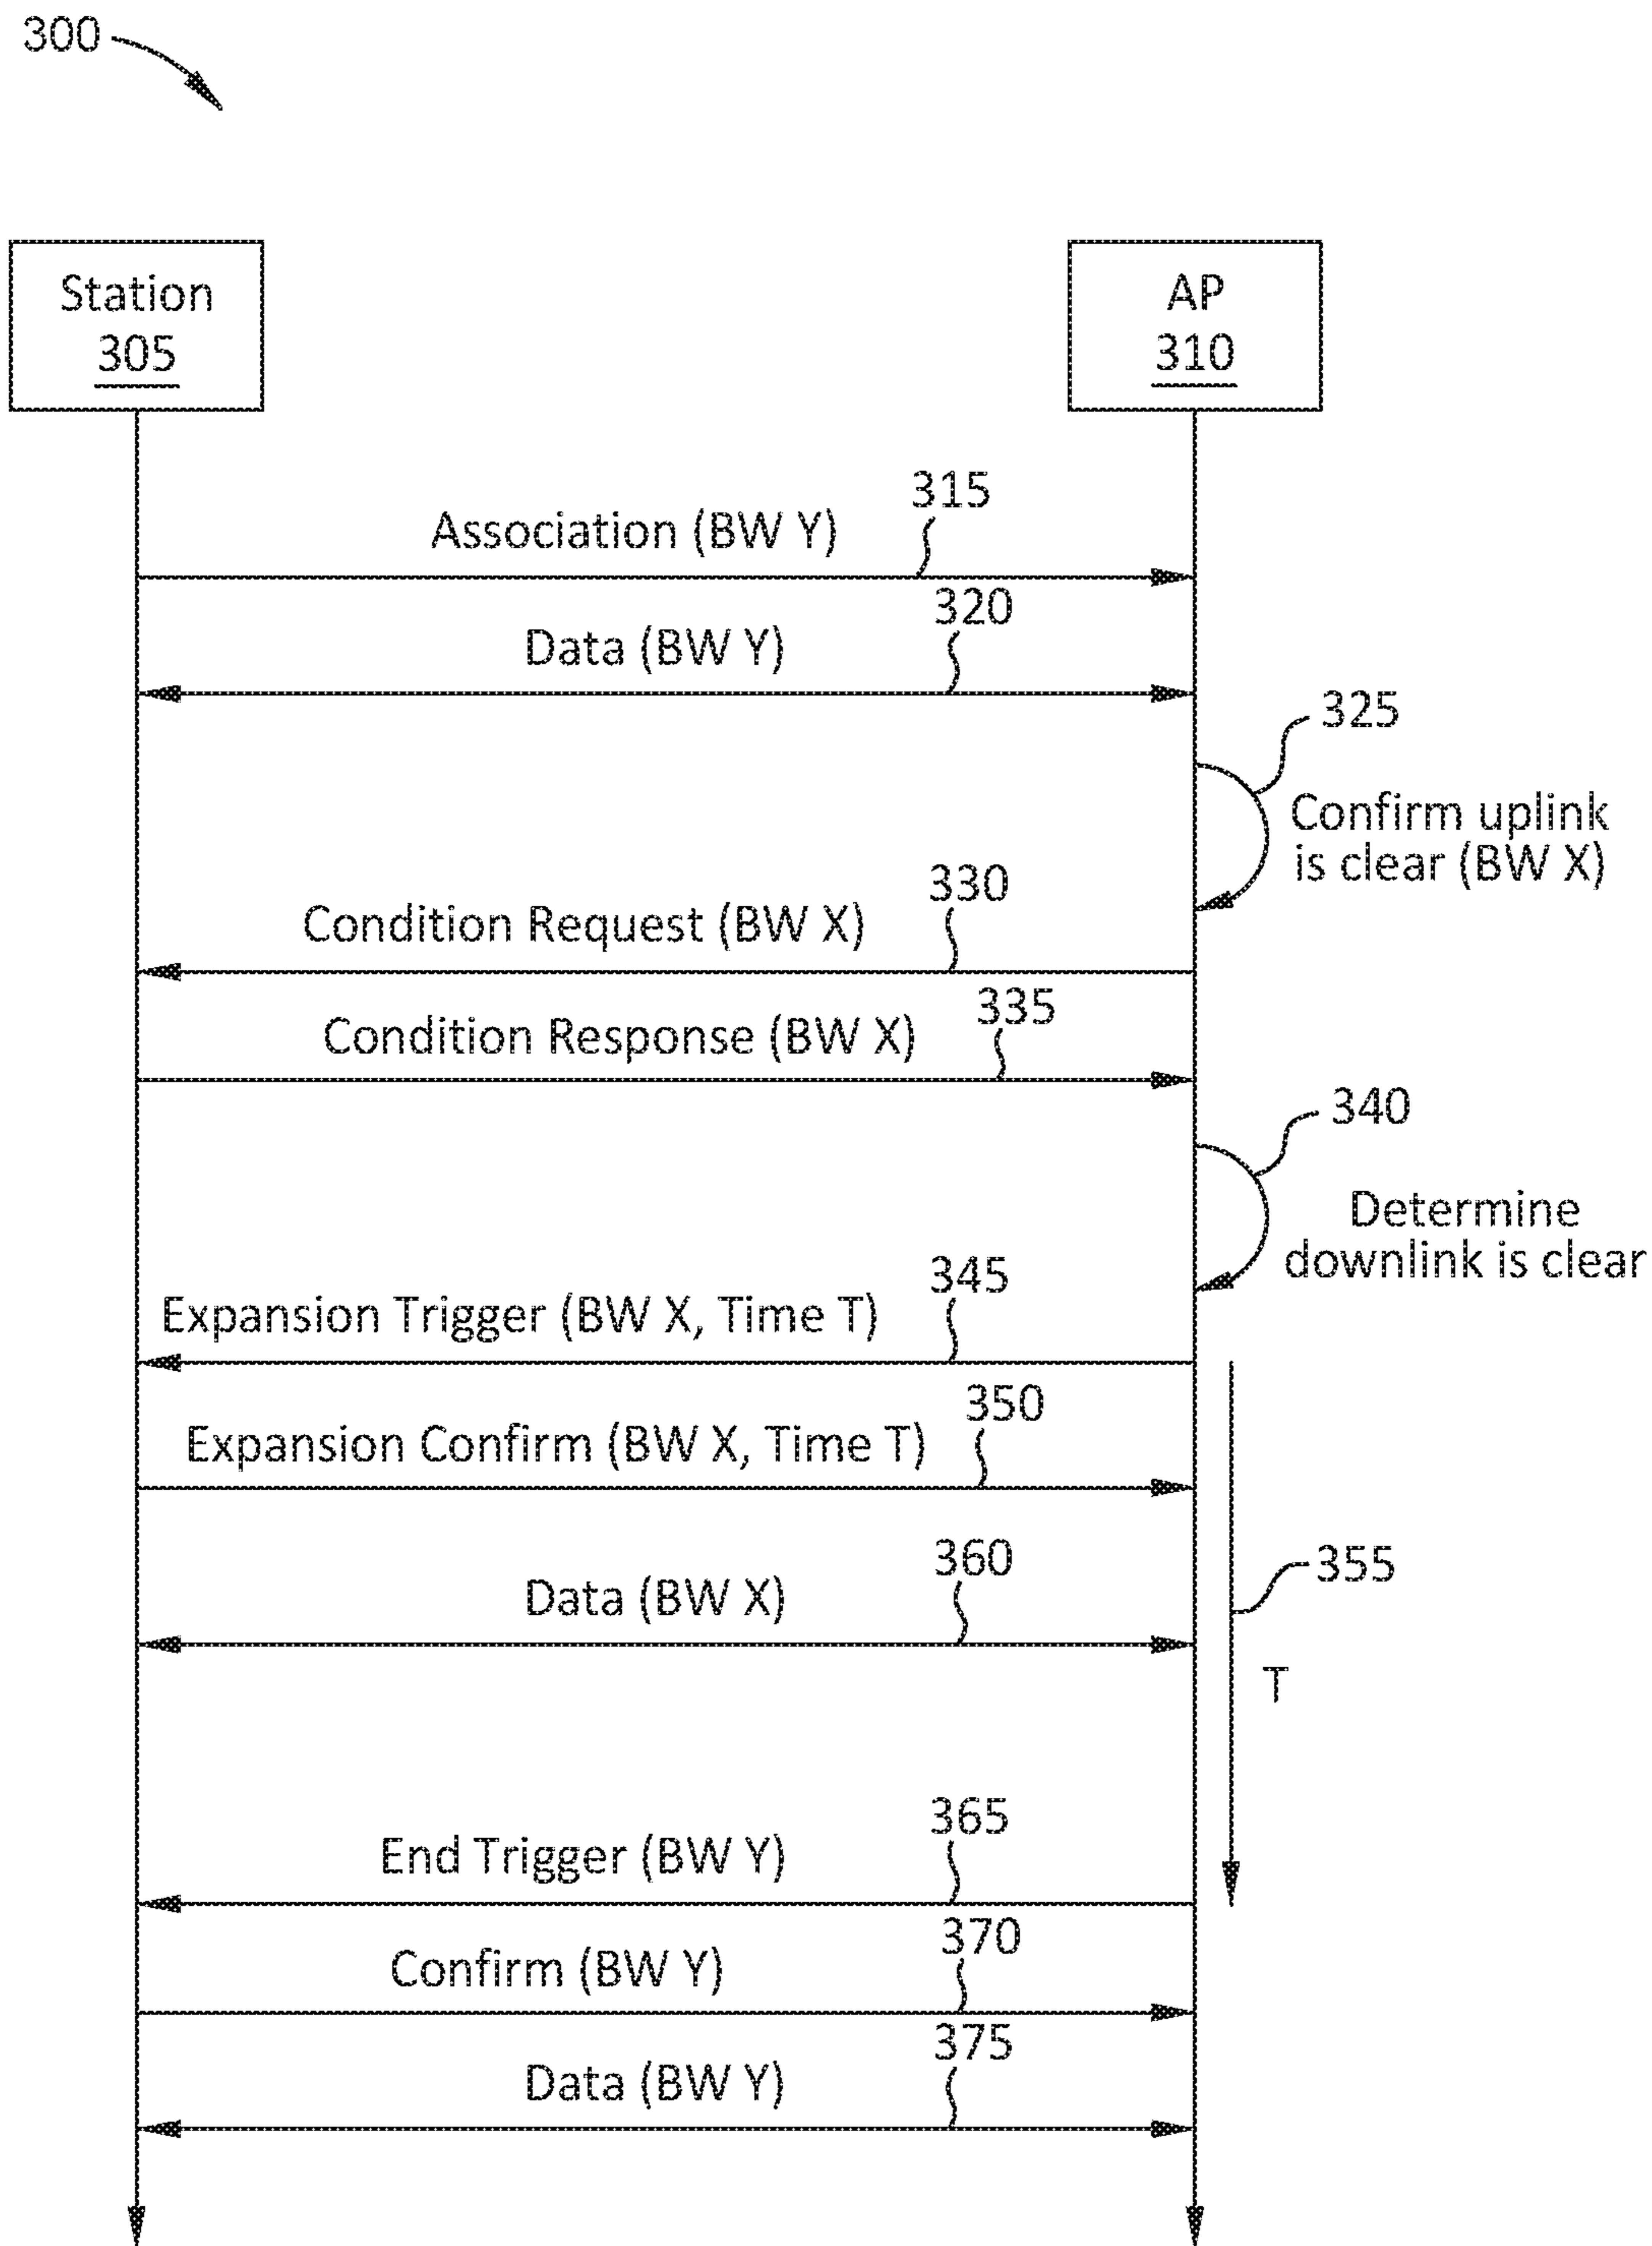 300
Station
305
AP
310
315
Association (BW Y)
320
Data (BW Y)
325
Confirm uplink
is clear (BW X)
330
Condition Request (BW X)
335
Condition Response (BW X)
340
Determine
downlink is clear
345
Expansion Trigger (BW X, Time T)
350
Expansion Confirm (BW X, Time T)
355
360
Data (BW X)
T
365
End Trigger (BW Y)
370
Confirm (BW Y)
375
Data (BW Y)